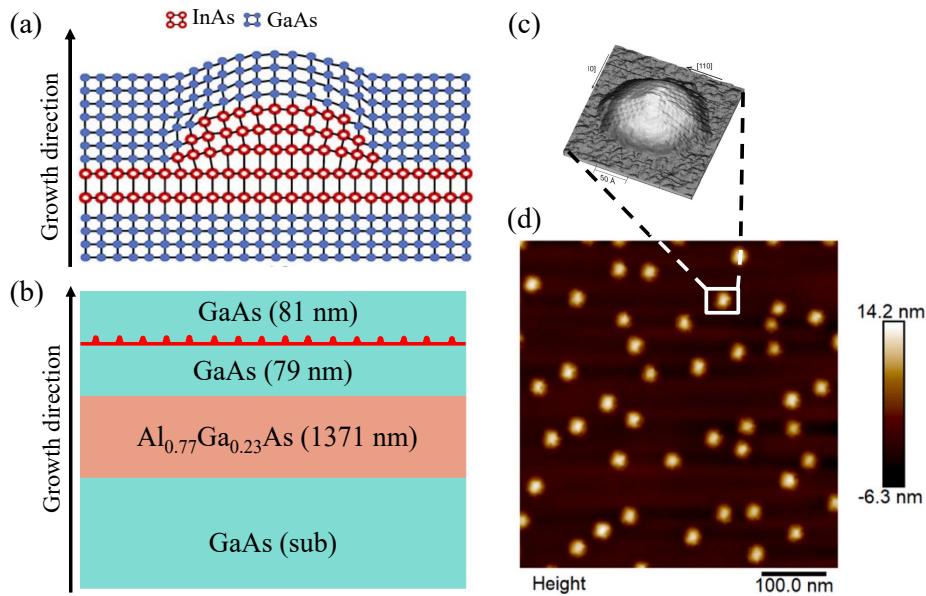 (a)
InAs
GaAs
Growth direction
(b)
Growth direction
GaAs (81 nm)
GaAs (79 nm)
Al0.77Ga0.23As (1371 nm)
GaAs (sub)
(c)
[110]
0]
50 Å
(d)
14.2 nm
-6.3 nm
Height
100.0 nm